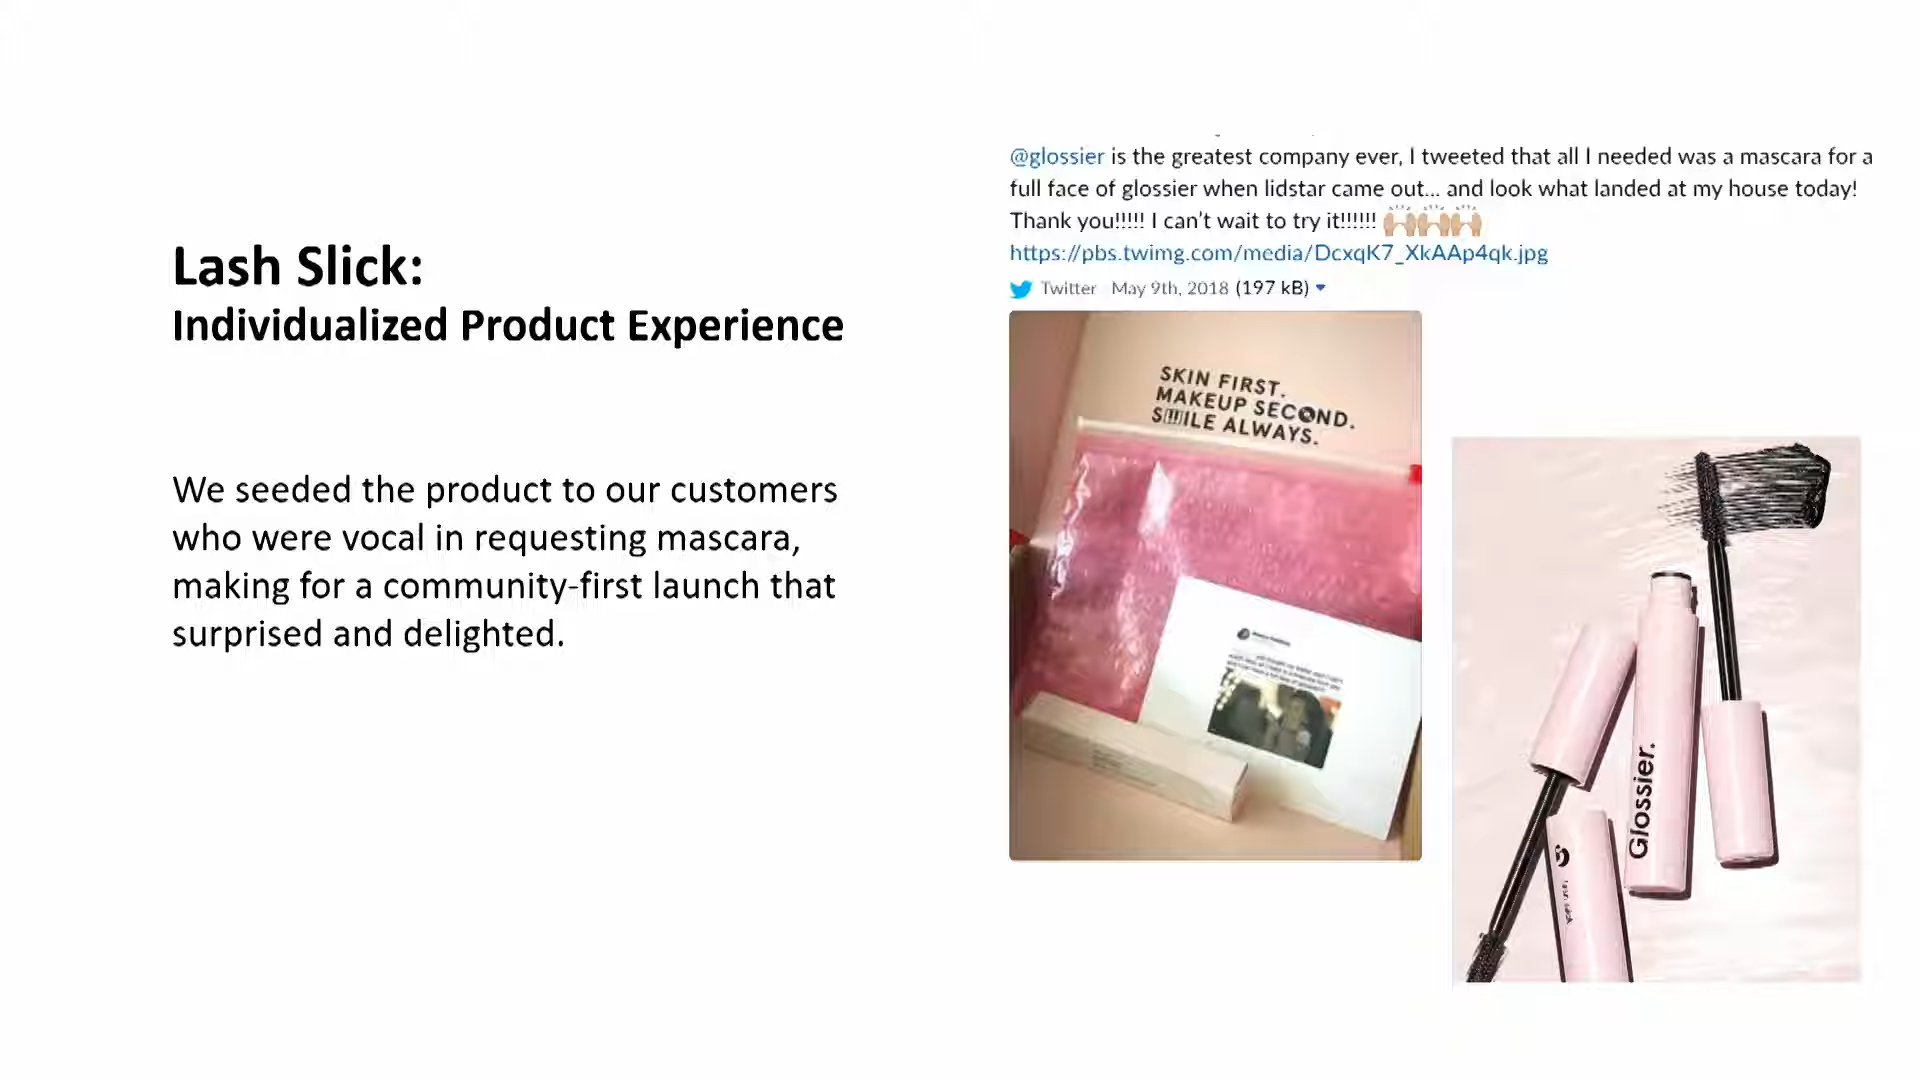 Lash Slick:
Individualized Product Experience
We seeded the product to our customers
who were vocal in requesting mascara,
making for a community-first launch that
surprised and delighted.
@glossier is the greatest company ever, I tweeted that all I needed was a mascara for a
full face of glossier when lidstar came out... and look what landed at my house today!
Thank you!!!!! I can't wait to try it!!!!!! 🙌🏼🙌🏼🙌🏼
https://pbs.twimg.com/media/DcxqK7_XkAAp4qk.jpg
Twitter May 9th, 2018 (197 kB)
SKIN FIRST.
MAKEUP SECOND.
SMILE ALWAYS.
Glossier.